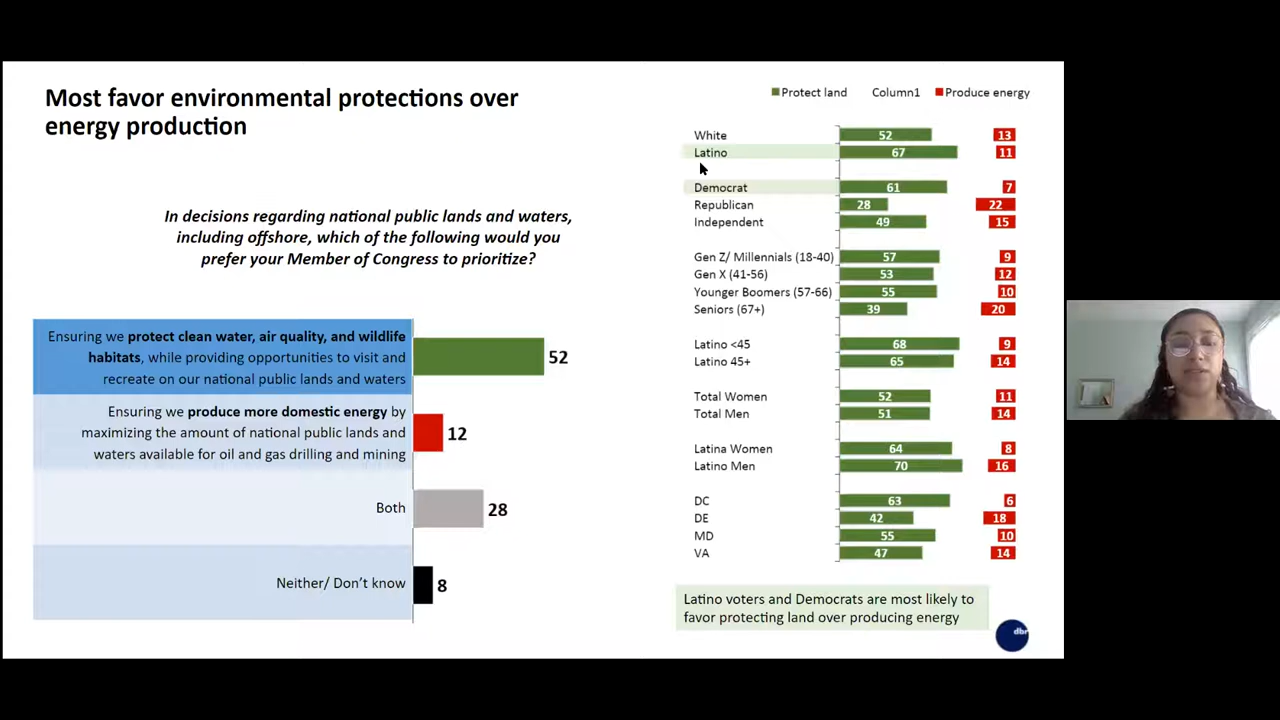 Most favor environmental protections over
energy production
In decisions regarding national public lands and waters,
including offshore, which of the following would you
prefer your Member of Congress to prioritize?
Ensuring we protect clean water, air quality, and wildlife
habitats, while providing opportunities to visit and
recreate on our national public lands and waters
52
Ensuring we produce more domestic energy by
maximizing the amount of national public lands and
waters available for oil and gas drilling and mining
12
Both
28
Neither/ Don't know
8
Protect land Column1 Produce energy
White 52 13
Latino 67 11
Democrat 61 7
Republican 28 22
Independent 49 15
Gen Z/ Millennials (18-40) 57 9
Gen X (41-56) 53 12
Younger Boomers (57-66) 55 10
Seniors (67+) 39 20
Latino <45 68 9
Latino 45+ 65 14
Total Women 52 11
Total Men 51 14
Latina Women 64 8
Latino Men 70 16
DC 63 6
DE 42 18
MD 55 10
VA 47 14
Latino voters and Democrats are most likely to
favor protecting land over producing energy
dbr